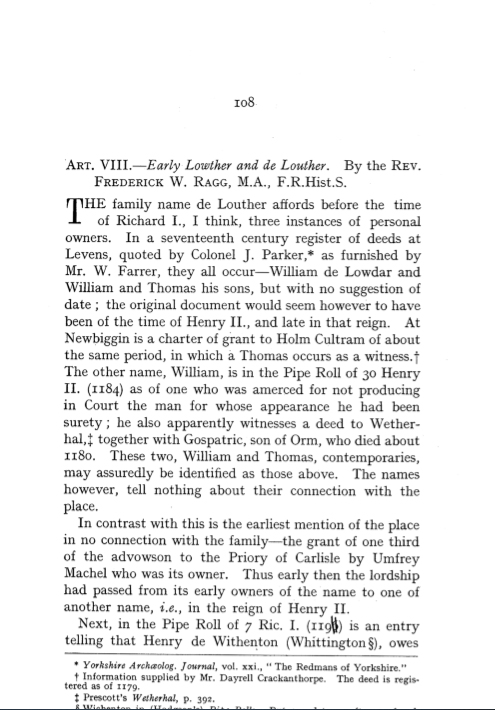 108
ART. VIII.—Early Lowther and de Louther. By the REV.
FREDERICK W. RAGG, M.A., F.R.Hist.S.
THE family name de Louther affords before the time
of Richard I., I think, three instances of personal
owners. In a seventeenth century register of deeds at
Levens, quoted by Colonel J. Parker,* as furnished by
Mr. W. Farrer, they all occur—William de Lowdar and
William and Thomas his sons, but with no suggestion of
date ; the original document would seem however to have
been of the time of Henry II., and late in that reign. At
Newbiggin is a charter of grant to Holm Cultram of about
the same period, in which a Thomas occurs as a witness.†
The other name, William, is in the Pipe Roll of 30 Henry
II. (1184) as of one who was amerced for not producing
in Court the man for whose appearance he had been
surety ; he also apparently witnesses a deed to Wether-
hal,‡ together with Gospatric, son of Orm, who died about
1180. These two, William and Thomas, contemporaries,
may assuredly be identified as those above. The names
however, tell nothing about their connection with the
place.
In contrast with this is the earliest mention of the place
in no connection with the family—the grant of one third
of the advowson to the Priory of Carlisle by Umfrey
Machel who was its owner. Thus early then the lordship
had passed from its early owners of the name to one of
another name, i.e., in the reign of Henry II.
Next, in the Pipe Roll of 7 Ric. I. is an entry
telling that Henry de Withenton (Whittington§), owes
* Yorkshire Archæolog. Journal, vol. xxi., " The Redmans of Yorkshire."
† Information supplied by Mr. Dayrell Crackanthorpe. The deed is regis-
tered as of 1179.
‡ Prescott's Wetherhal, p. 392.